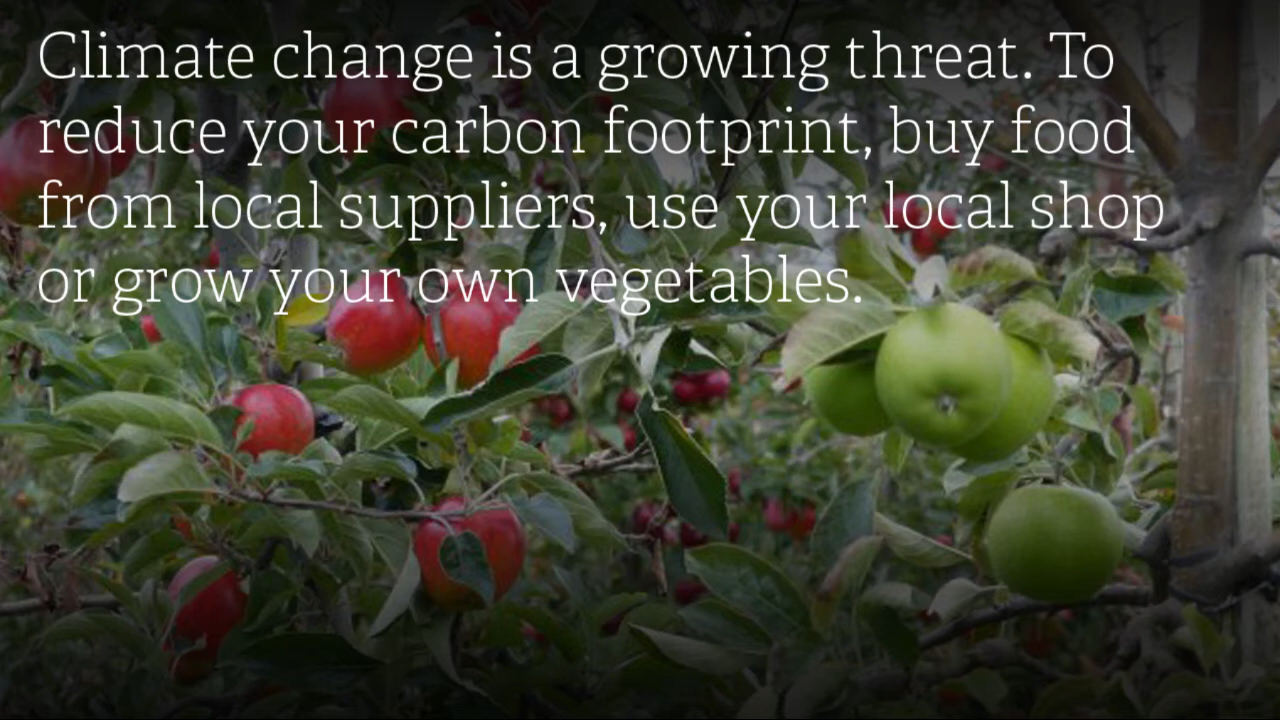 Climate change is a growing threat. To
reduce your carbon footprint, buy food
from local suppliers, use your local shop
or grow your own vegetables.